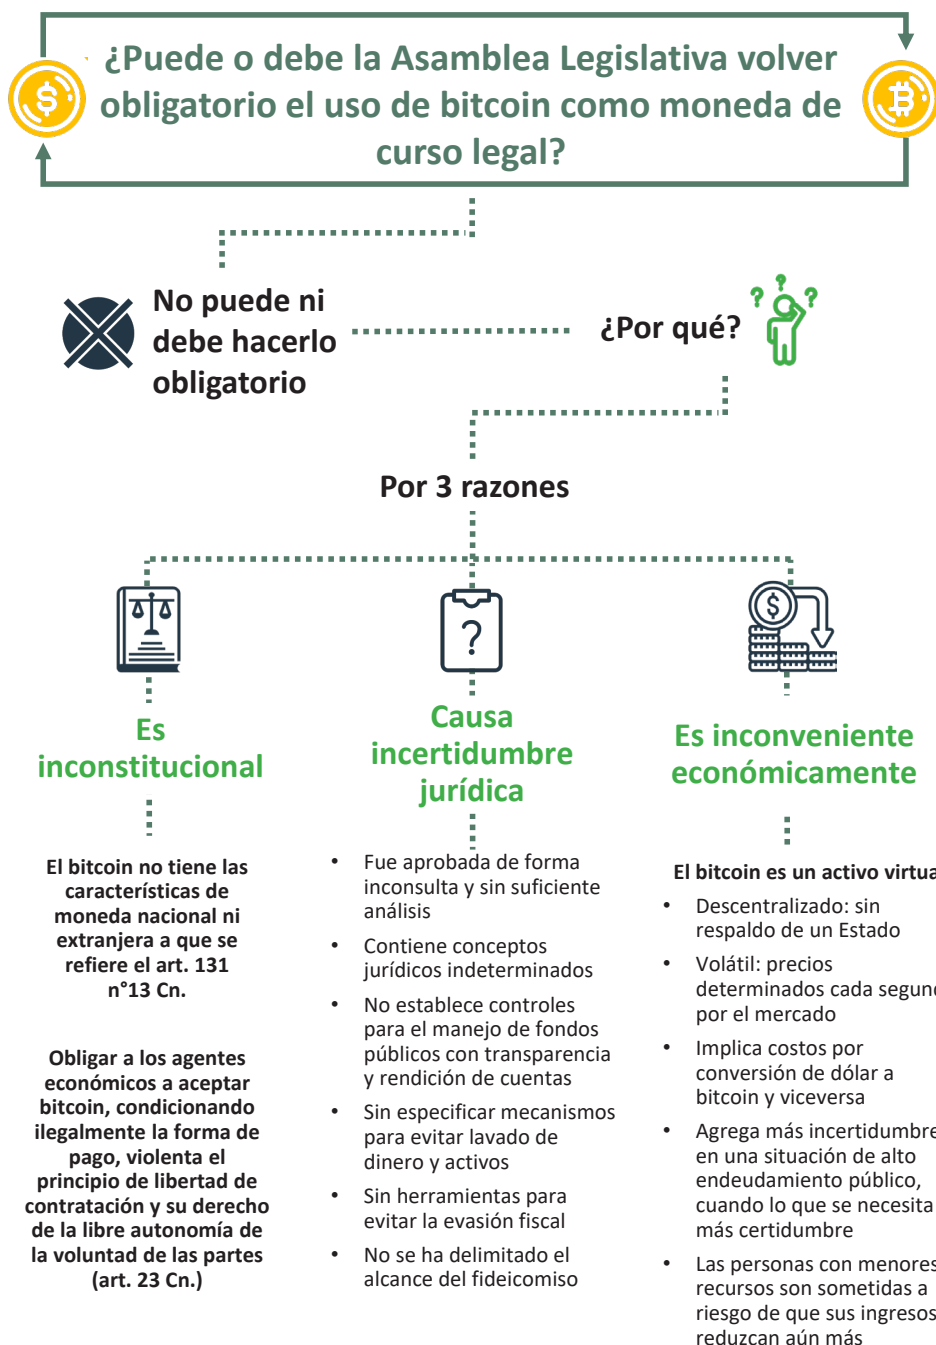 ¿Puede o debe la Asamblea Legislativa volver
obligatorio el uso de bitcoin como moneda de
curso legal?
No puede ni
debe hacerlo
obligatorio
¿Por qué?
Por 3 razones
Es
inconstitucional
El bitcoin no tiene las
características de
moneda nacional ni
extranjera a que se
refiere el art. 131
n°13 Cn.
Obligar a los agentes
económicos a aceptar
bitcoin, condicionando
ilegalmente la forma de
pago, violenta el
principio de libertad de
contratación y su derecho
de la libre autonomía de
la voluntad de las partes
(art. 23 Cn.)
Causa
incertidumbre
jurídica
• Fue aprobada de forma
inconsulta y sin suficiente
análisis
• Contiene conceptos
jurídicos indeterminados
• No establece controles
para el manejo de fondos
públicos con transparencia
y rendición de cuentas
• Sin especificar mecanismos
para evitar lavado de
dinero y activos
• Sin herramientas para
evitar la evasión fiscal
• No se ha delimitado el
alcance del fideicomiso
Es inconveniente
económicamente
El bitcoin es un activo virtua
• Descentralizado: sin
respaldo de un Estado
• Volátil: precios
determinados cada segund
por el mercado
• Implica costos por
conversión de dólar a
bitcoin y viceversa
• Agrega más incertidumbre
en una situación de alto
endeudamiento público,
cuando lo que se necesita
más certidumbre
• Las personas con menores
recursos son sometidas a
riesgo de que sus ingresos
reduzcan aún más